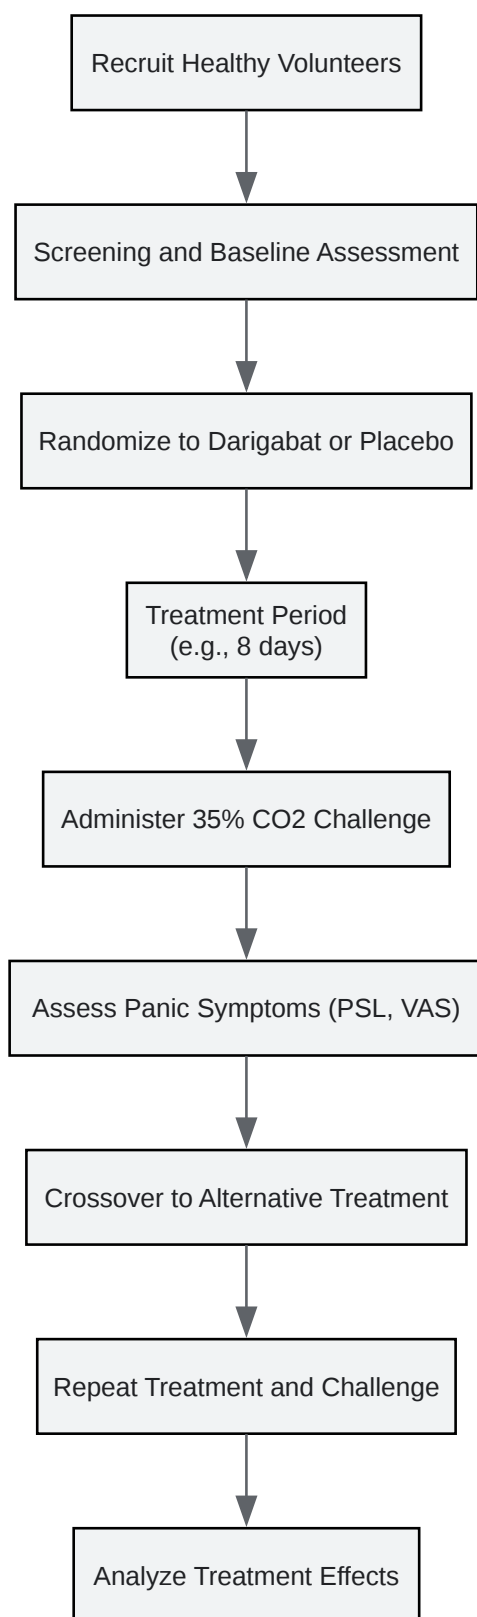 Recruit Healthy Volunteers
Screening and Baseline Assessment
Randomize to Darigabat or Placebo
Treatment Period
(e.g., 8 days)
Administer 35% CO2 Challenge
Assess Panic Symptoms (PSL, VAS)
Crossover to Alternative Treatment
Repeat Treatment and Challenge
Analyze Treatment Effects